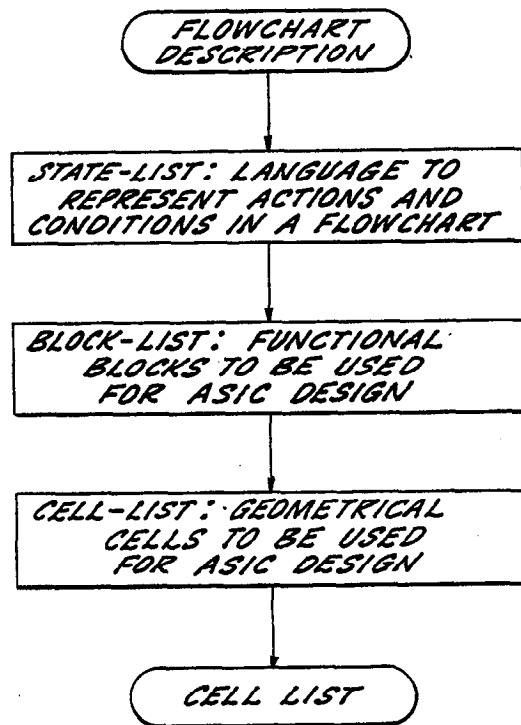 FLOWCHART
DESCRIPTION
STATE-LIST: LANGUAGE TO
REPRESENT ACTIONS AND
CONDITIONS IN A FLOWCHART
BLOCK-LIST: FUNCTIONAL
BLOCKS TO BE USED
FOR ASIC DESIGN
CELL-LIST: GEOMETRICAL
CELLS TO BE USED
FOR ASIC DESIGN
CELL LIST